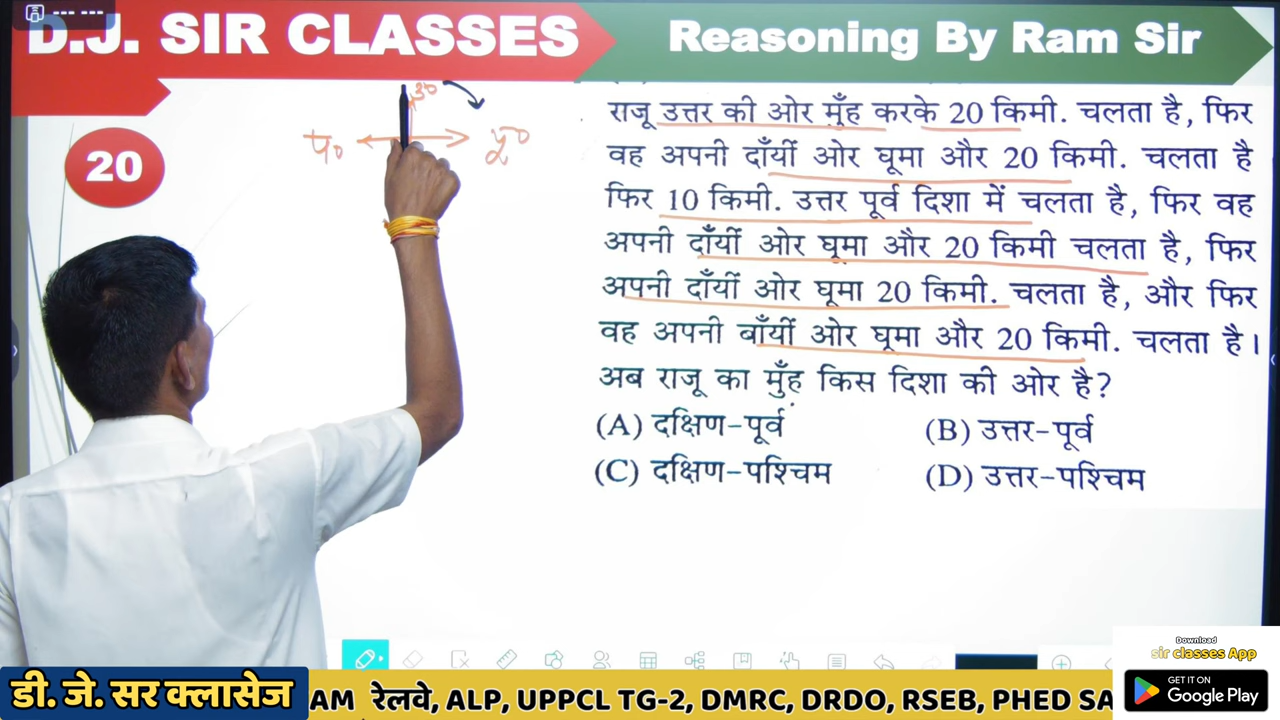 D.J. SIR CLASSES
Reasoning By Ram Sir
20
उ०
प०
पू०
राजू उत्तर की ओर मुँह करके 20 किमी. चलता है, फिर
वह अपनी दाँयीं ओर घूमा और 20 किमी. चलता है
फिर 10 किमी. उत्तर पूर्व दिशा में चलता है, फिर वह
अपनी दाँयीं ओर घूमा और 20 किमी चलता है, फिर
अपनी दाँयीं ओर घूमा 20 किमी. चलता है, और फिर
वह अपनी बाँयीं ओर घूमा और 20 किमी. चलता है।
अब राजू का मुँह किस दिशा की ओर है?
(A) दक्षिण-पूर्व
(B) उत्तर-पूर्व
(C) दक्षिण-पश्चिम
(D) उत्तर-पश्चिम
Download
sir classes App
GET IT ON
Google Play
डी. जे. सर क्लासेज
AM रेलवे, ALP, UPPCL TG-2, DMRC, DRDO, RSEB, PHED SA